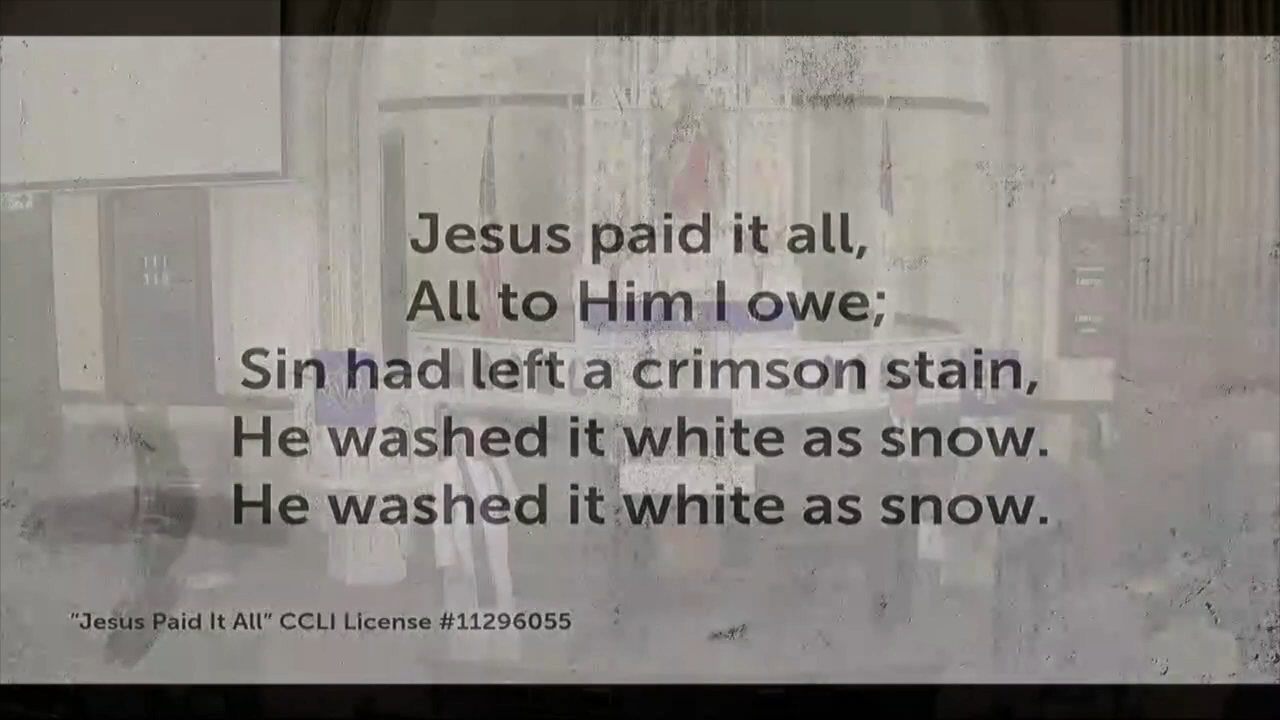 Jesus paid it all,
All to Him I owe;
Sin had left a crimson stain,
He washed it white as snow.
He washed it white as snow.
"Jesus Paid It All" CCLI License #11296055